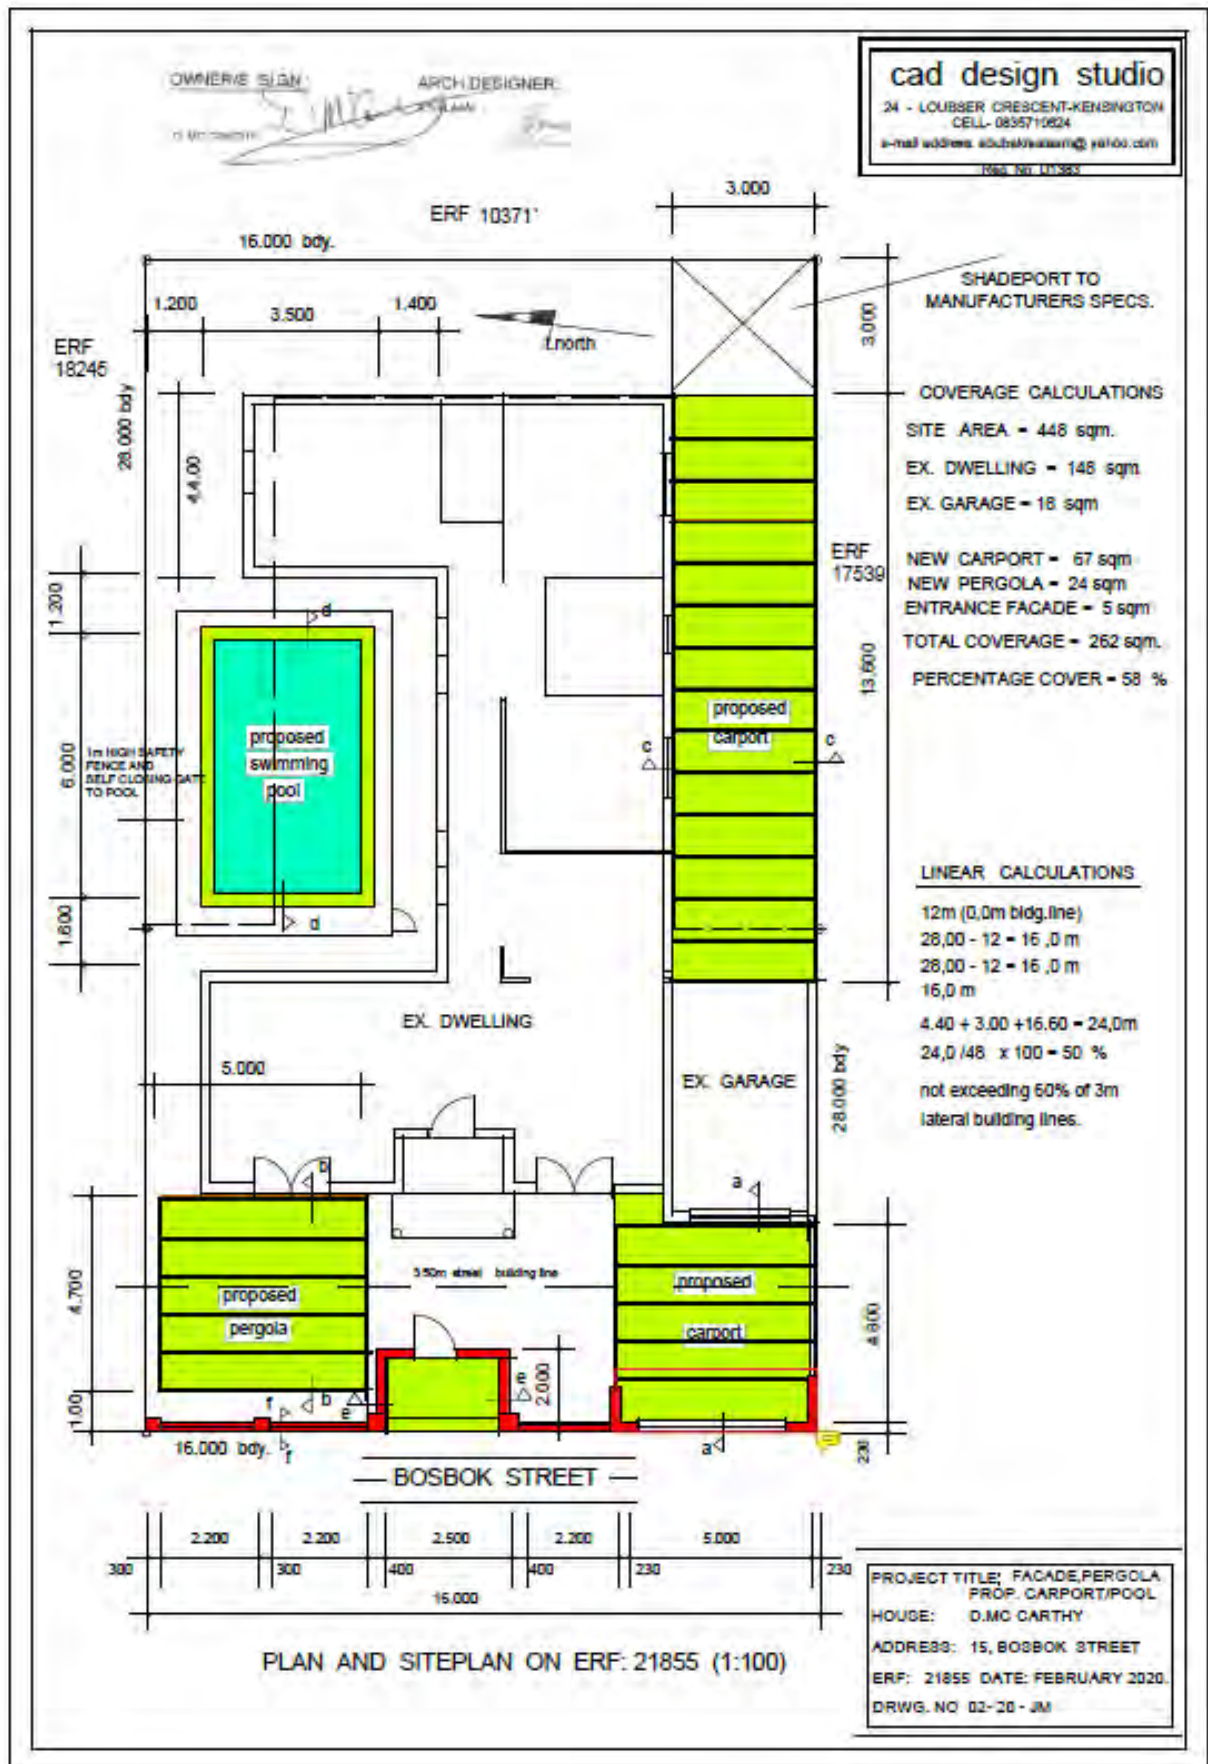 OWNER/E SIGN:
ARCH DESIGNER:
cad design studio
24 - LOUBSER CRESCENT-KENSINGTON
CELL- 0835710624
e-mail address
yahoo.com
Reg. No. D1383
3.000
ERF 10371
16.000 bdy.
SHADEPORT TO
MANUFACTURERS SPECS.
1.200
3.500
1.400
t.north
3.000
ERF
18245
28.000 bdy
4,4.00
COVERAGE CALCULATIONS
SITE AREA = 448 sqm.
EX. DWELLING = 148 sqm
EX. GARAGE = 18 sqm
ERF
17539
NEW CARPORT = 67 sqm
NEW PERGOLA = 24 sqm
ENTRANCE FACADE = 5 sqm
TOTAL COVERAGE = 262 sqm.
PERCENTAGE COVER = 58 %
1.200
d
13,600
proposed
carport
c
c
6.000
1m HIGH SAFETY
FENCE AND
SELF CLOSING GATE
TO POOL
proposed
swimming
pool
d
1.600
LINEAR CALCULATIONS
12m (0,0m bldg.line)
28,00 - 12 = 16 ,0 m
28,00 - 12 = 16 ,0 m
16,0 m
4.40 + 3.00 +16.60 = 24,0m
24,0 /48 x 100 = 50 %
not exceeding 60% of 3m
lateral building lines.
EX. DWELLING
5.000
EX. GARAGE
28.000 bdy
b
a
4.700
3.50m street building line
proposed
pergola
proposed
carport
2.000
1.00
f
b
e
e
16.000 bdy.
f
a
230
BOSBOK STREET
2.200
2.200
2.500
2.200
5.000
300
300
400
400
230
230
16.000
PROJECT TITLE; FACADE,PERGOLA
PROP. CARPORT/POOL
HOUSE: D.MC CARTHY
ADDRESS: 15, BOSBOK STREET
ERF: 21855 DATE: FEBRUARY 2020.
DRWG. NO 02- 20 - JM
PLAN AND SITEPLAN ON ERF: 21855 (1:100)